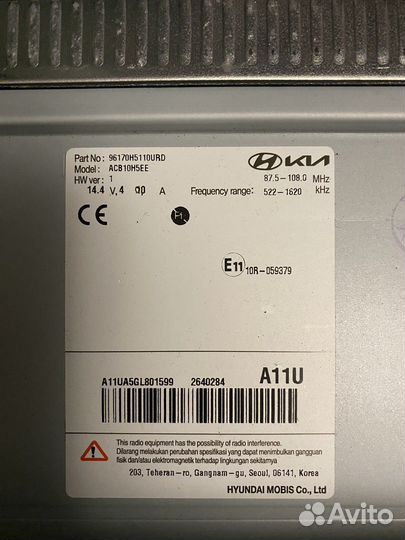 Part No : 96170H5110URD
Model : ACB10H5EE
HW ver : 1
14.4 V, 4 A
KIA
87.5-108.0 MHz
Frequency range: 522-1620 kHz
CE
E11 10R-059379
A11UA5GL801599 2640284 A11U
This radio equipment has the possibility of radio interference.
Dilarang melakukan perubahan spesifikasi yang dapat menimbulkan gangguan
fisik dan/atau elektromagnetik terhadap lingkungan sekitarnya.
203, Teheran-ro, Gangnam-gu, Seoul, 06141, Korea
HYUNDAI MOBIS Co., Ltd
Avito